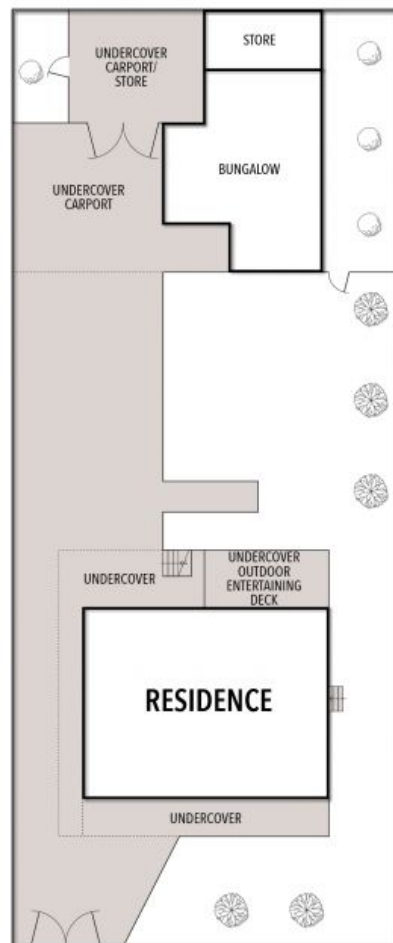 UNDERCOVER
CARPORT/
STORE
STORE
BUNGALOW
UNDERCOVER
CARPORT
UNDERCOVER
UNDERCOVER
OUTDOOR
ENTERTAINING
DECK
RESIDENCE
UNDERCOVER